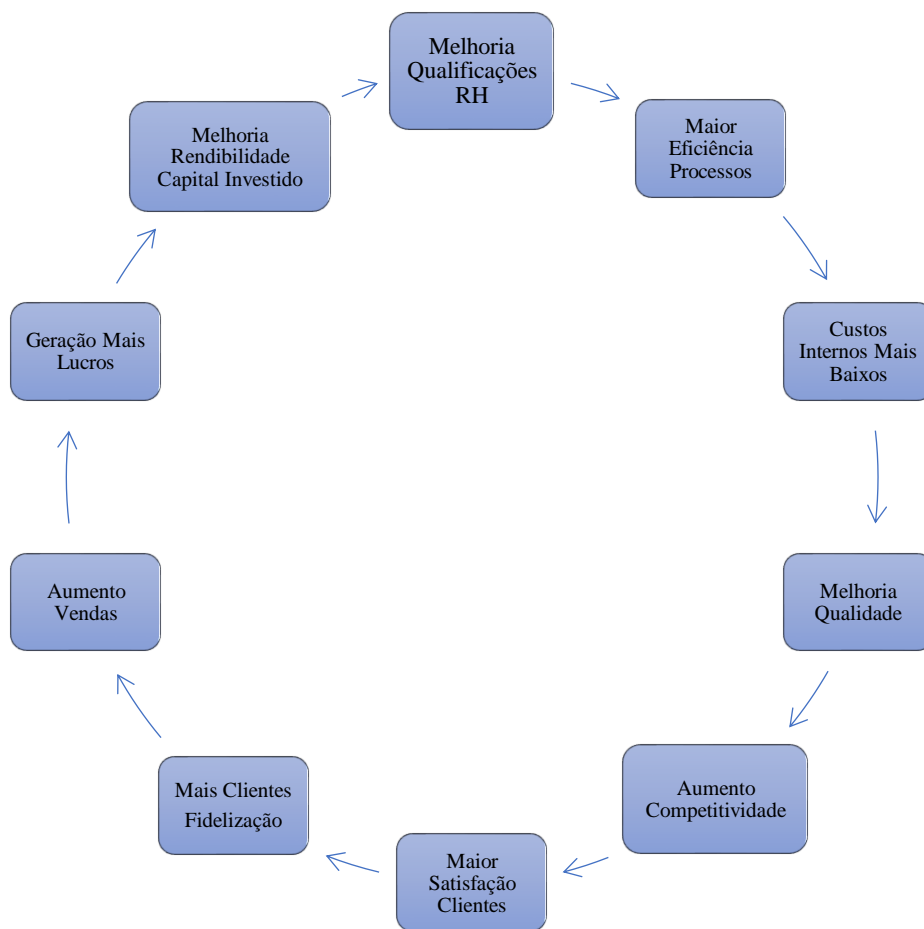 Melhoria
Qualificações
RH
Maior
Eficiência
Processos
Custos
Internos Mais
Baixos
Melhoria
Qualidade
Aumento
Competitividade
Maior
Satisfação
Clientes
Mais Clientes
Fidelização
Aumento
Vendas
Geração Mais
Lucros
Melhoria
Rendibilidade
Capital Investido